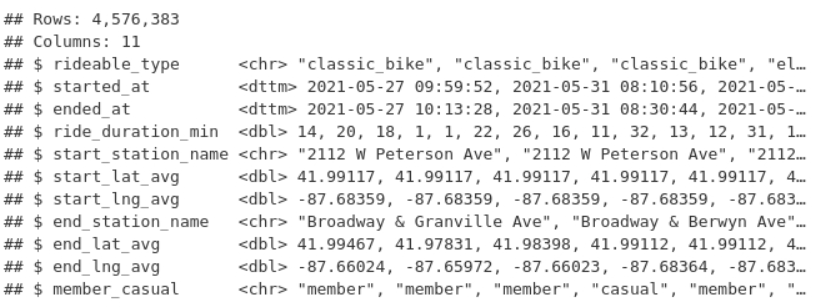 ## Rows: 4,576,383
## Columns: 11
## $ rideable_type      <chr> "classic_bike", "classic_bike", "classic_bike", "el…
## $ started_at         <dttm> 2021-05-27 09:59:52, 2021-05-31 08:10:56, 2021-05-…
## $ ended_at           <dttm> 2021-05-27 10:13:28, 2021-05-31 08:30:44, 2021-05-…
## $ ride_duration_min  <dbl> 14, 20, 18, 1, 1, 22, 26, 16, 11, 32, 13, 12, 31, 1…
## $ start_station_name <chr> "2112 W Peterson Ave", "2112 W Peterson Ave", "2112…
## $ start_lat_avg      <dbl> 41.99117, 41.99117, 41.99117, 41.99117, 41.99117, 4…
## $ start_lng_avg      <dbl> -87.68359, -87.68359, -87.68359, -87.68359, -87.683…
## $ end_station_name   <chr> "Broadway & Granville Ave", "Broadway & Berwyn Ave"…
## $ end_lat_avg        <dbl> 41.99467, 41.97831, 41.98398, 41.99112, 41.99112, 4…
## $ end_lng_avg        <dbl> -87.66024, -87.65972, -87.66023, -87.68364, -87.683…
## $ member_casual      <chr> "member", "member", "member", "casual", "member", "…